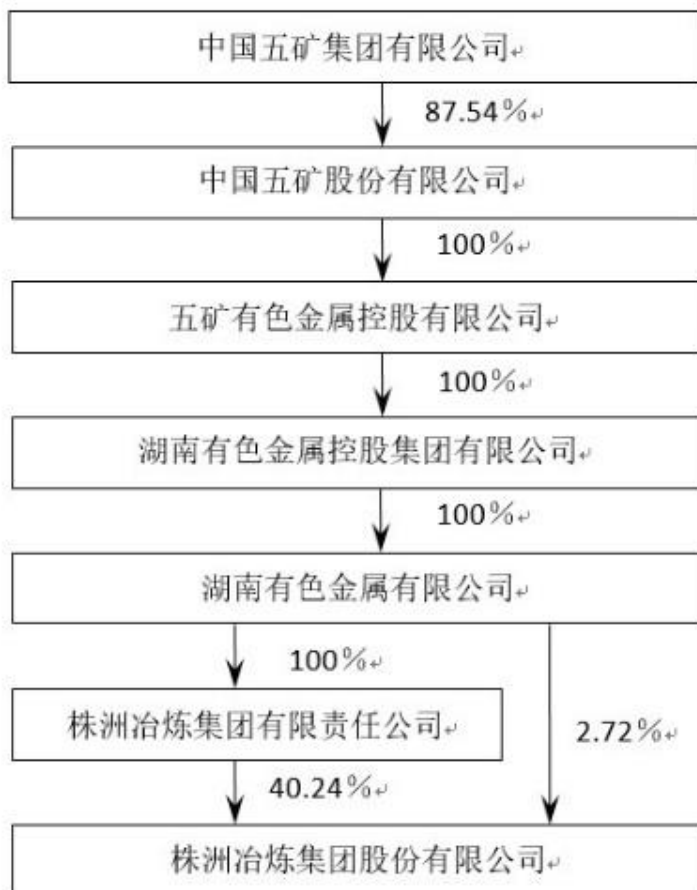 中国五矿集团有限公司
87.54%
中国五矿股份有限公司
100%
五矿有色金属控股有限公司
100%
湖南有色金属控股集团有限公司
100%
湖南有色金属有限公司
100%
株洲冶炼集团有限责任公司
2.72%
40.24%
株洲冶炼集团股份有限公司